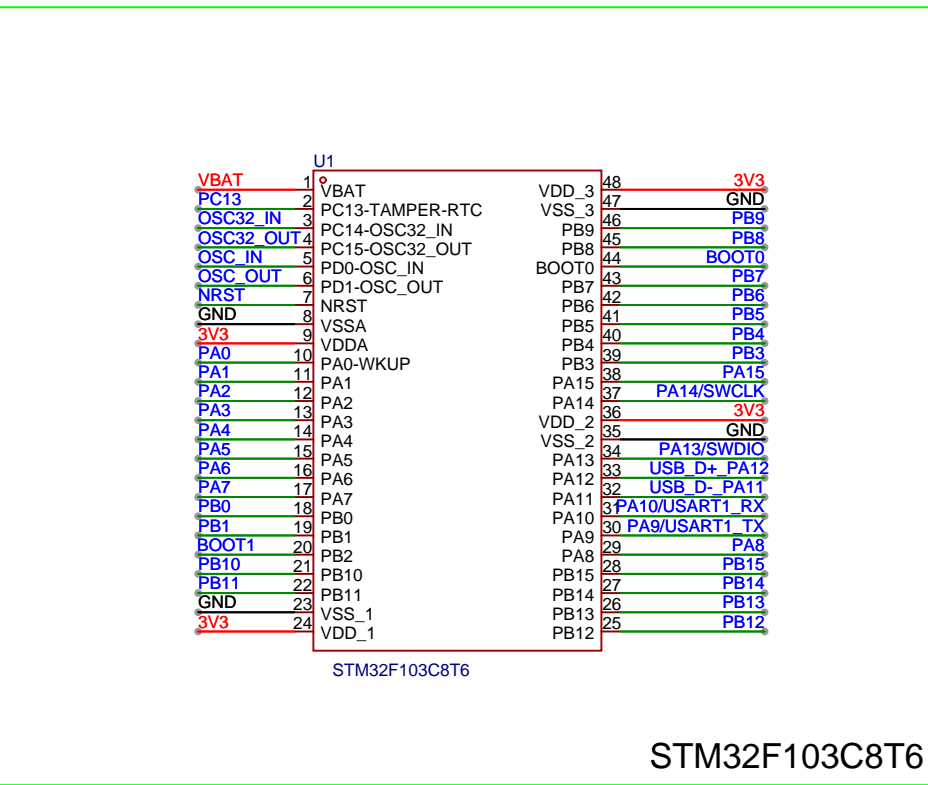 U1
VBAT 1 VBAT VDD_3 48 3V3
PC13 2 PC13-TAMPER-RTC VSS_3 47 GND
OSC32_IN 3 PC14-OSC32_IN PB9 46 PB9
OSC32_OUT 4 PC15-OSC32_OUT PB8 45 PB8
OSC_IN 5 PD0-OSC_IN BOOT0 44 BOOT0
OSC_OUT 6 PD1-OSC_OUT PB7 43 PB7
NRST 7 NRST PB6 42 PB6
GND 8 VSSA PB5 41 PB5
3V3 9 VDDA PB4 40 PB4
PA0 10 PA0-WKUP PB3 39 PB3
PA1 11 PA1 PA15 38 PA15
PA2 12 PA2 PA14 37 PA14/SWCLK
PA3 13 PA3 VDD_2 36 3V3
PA4 14 PA4 VSS_2 35 GND
PA5 15 PA5 PA13 34 PA13/SWDIO
PA6 16 PA6 PA12 33 USB_D+_PA12
PA7 17 PA7 PA11 32 USB_D-_PA11
PB0 18 PB0 PA10 31 PA10/USART1_RX
PB1 19 PB1 PA9 30 PA9/USART1_TX
BOOT1 20 PB2 PA8 29 PA8
PB10 21 PB10 PB15 28 PB15
PB11 22 PB11 PB14 27 PB14
GND 23 VSS_1 PB13 26 PB13
3V3 24 VDD_1 PB12 25 PB12
STM32F103C8T6
STM32F103C8T6